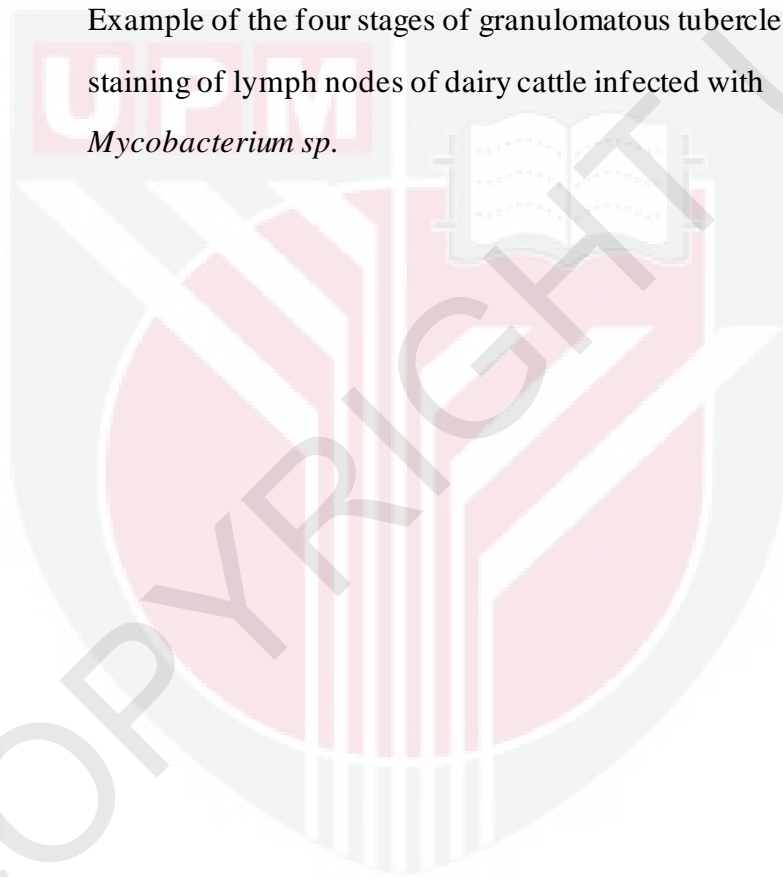 Example of the four stages of granulomatous tubercle
staining of lymph nodes of dairy cattle infected with
Mycobacterium sp.
UPM
COPYRIGHT U